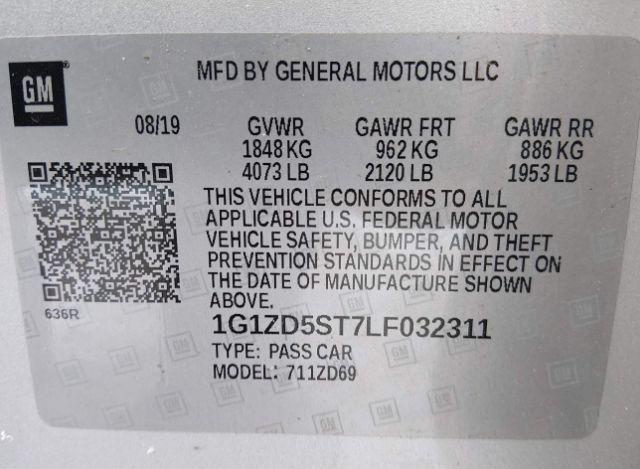 GM
MFD BY GENERAL MOTORS LLC
08/19 GVWR GAWR FRT GAWR RR
1848 KG 962 KG 886 KG
4073 LB 2120 LB 1953 LB
THIS VEHICLE CONFORMS TO ALL
APPLICABLE U.S. FEDERAL MOTOR
VEHICLE SAFETY, BUMPER, AND THEFT
PREVENTION STANDARDS IN EFFECT ON
THE DATE OF MANUFACTURE SHOWN
ABOVE.
636R
1G1ZD5ST7LF032311
TYPE: PASS CAR
MODEL: 711ZD69